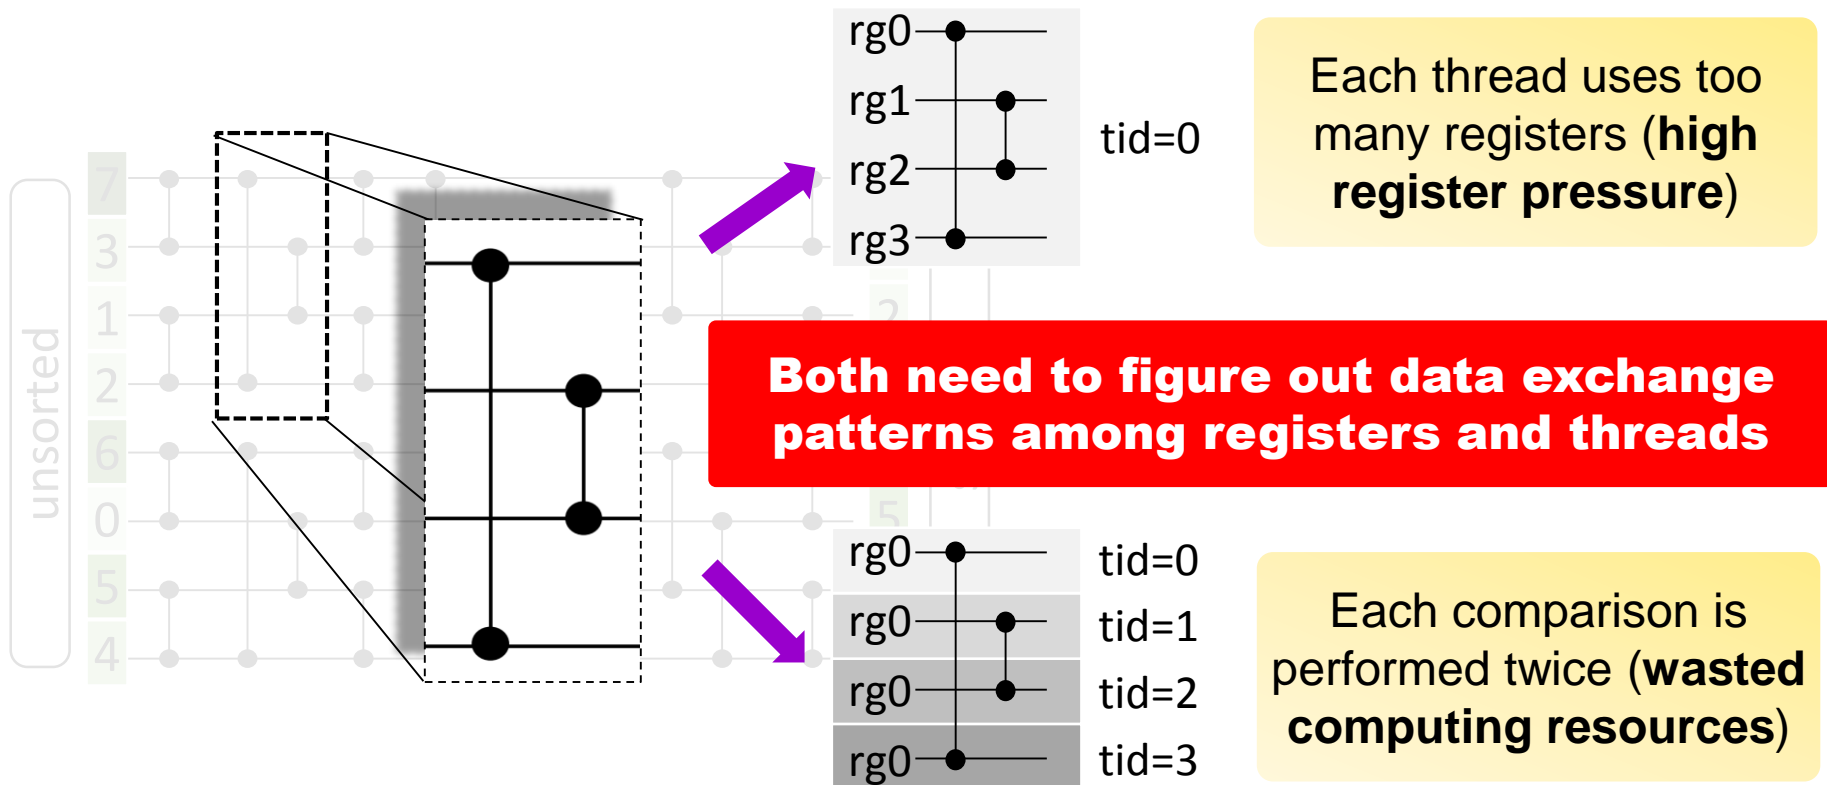 rg0
rg1
rg2
rg3
tid=0
Each thread uses too
many registers (high
register pressure)
unsorted
7
3
1
2
6
0
5
4
2
5
Both need to figure out data exchange
patterns among registers and threads
rg0
tid=0
rg0
tid=1
rg0
tid=2
rg0
tid=3
Each comparison is
performed twice (wasted
computing resources)